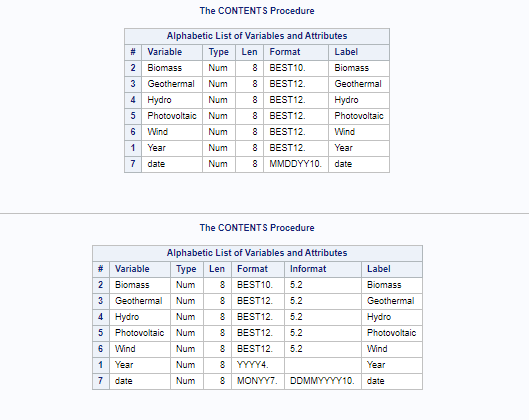 The CONTENTS Procedure
Alphabetic List of Variables and Attributes
# Variable Type Len Format Label
2 Biomass Num 8 BEST10. Biomass
3 Geothermal Num 8 BEST12. Geothermal
4 Hydro Num 8 BEST12. Hydro
5 Photovoltaic Num 8 BEST12. Photovoltaic
6 Wind Num 8 BEST12. Wind
1 Year Num 8 BEST12. Year
7 date Num 8 MMDDYY10. date
The CONTENTS Procedure
Alphabetic List of Variables and Attributes
# Variable Type Len Format Informat Label
2 Biomass Num 8 BEST10. 5.2 Biomass
3 Geothermal Num 8 BEST12. 5.2 Geothermal
4 Hydro Num 8 BEST12. 5.2 Hydro
5 Photovoltaic Num 8 BEST12. 5.2 Photovoltaic
6 Wind Num 8 BEST12. 5.2 Wind
1 Year Num 8 YYYY4. Year
7 date Num 8 MONYY7. DDMMYYYY10. date